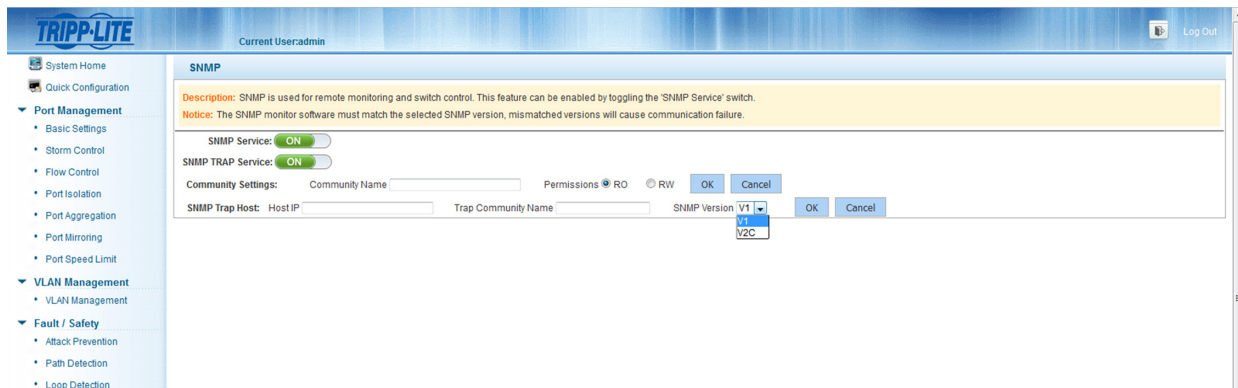 TRIPP·LITE
Current User:admin
Log Out
System Home
Quick Configuration
Port Management
Basic Settings
Storm Control
Flow Control
Port Isolation
Port Aggregation
Port Mirroring
Port Speed Limit
VLAN Management
VLAN Management
Fault / Safety
Attack Prevention
Path Detection
Loop Detection
SNMP
Description: SNMP is used for remote monitoring and switch control. This feature can be enabled by toggling the 'SNMP Service' switch.
Notice: The SNMP monitor software must match the selected SNMP version, mismatched versions will cause communication failure.
SNMP Service: ON
SNMP TRAP Service: ON
Community Settings: Community Name Permissions RO RW OK Cancel
SNMP Trap Host: Host IP Trap Community Name SNMP Version V1 OK Cancel
V1
V2C